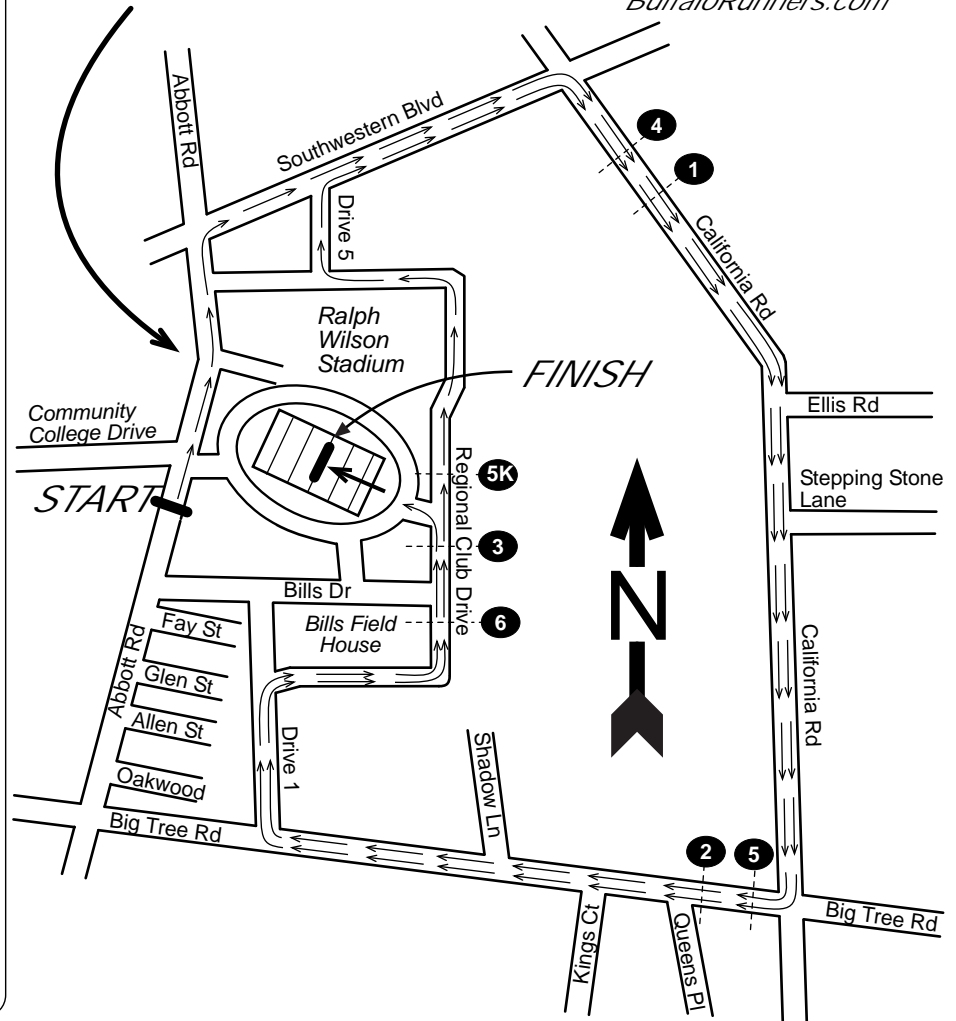 BuffaloRunners.com
Abbott Rd
Southwestern Blvd
4
1
Drive 5
California Rd
Ralph
Wilson
Stadium
FINISH
Community
College Drive
Ellis Rd
START
5K
Stepping Stone
Lane
Regional Club Drive
3
Bills Dr
N
6
Fay St
Bills Field
House
Abbott Rd
Glen St
California Rd
Allen St
Drive 1
Shadow Ln
Oakwood
Big Tree Rd
2
5
Kings Ct
Queens Pl
Big Tree Rd